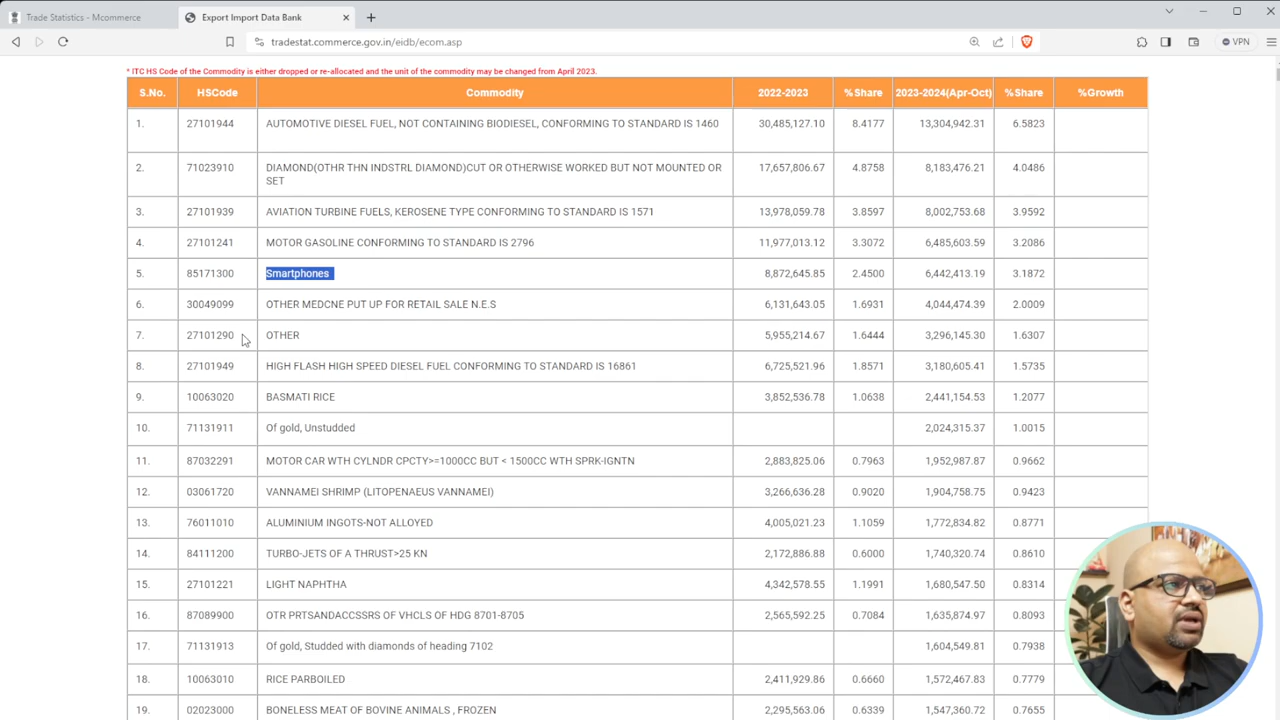 Trade Statistics - Mcommerce
Export Import Data Bank
tradestat.commerce.gov.in/eidb/ecom.asp
VPN
* ITC HS Code of the Commodity is either dropped or re-allocated and the unit of the commodity may be changed from April 2023.
S.No. HSCode Commodity 2022-2023 %Share 2023-2024(Apr-Oct) %Share %Growth
1. 27101944 AUTOMOTIVE DIESEL FUEL, NOT CONTAINING BIODIESEL, CONFORMING TO STANDARD IS 1460 30,485,127.10 8.4177 13,304,942.31 6.5823
2. 71023910 DIAMOND(OTHR THN INDSTRL DIAMOND)CUT OR OTHERWISE WORKED BUT NOT MOUNTED OR 17,657,806.67 4.8758 8,183,476.21 4.0486
SET
3. 27101939 AVIATION TURBINE FUELS, KEROSENE TYPE CONFORMING TO STANDARD IS 1571 13,978,059.78 3.8597 8,002,753.68 3.9592
4. 27101241 MOTOR GASOLINE CONFORMING TO STANDARD IS 2796 11,977,013.12 3.3072 6,485,603.59 3.2086
5. 85171300 Smartphones 8,872,645.85 2.4500 6,442,413.19 3.1872
6. 30049099 OTHER MEDCNE PUT UP FOR RETAIL SALE N.E.S 6,131,643.05 1.6931 4,044,474.39 2.0009
7. 27101290 OTHER 5,955,214.67 1.6444 3,296,145.30 1.6307
8. 27101949 HIGH FLASH HIGH SPEED DIESEL FUEL CONFORMING TO STANDARD IS 16861 6,725,521.96 1.8571 3,180,605.41 1.5735
9. 10063020 BASMATI RICE 3,852,536.78 1.0638 2,441,154.53 1.2077
10. 71131911 Of gold, Unstudded 2,024,315.37 1.0015
11. 87032291 MOTOR CAR WTH CYLNDR CPCTY>=1000CC BUT < 1500CC WTH SPRK-IGNTN 2,883,825.06 0.7963 1,952,987.87 0.9662
12. 03061720 VANNAMEI SHRIMP (LITOPENAEUS VANNAMEI) 3,266,636.28 0.9020 1,904,758.75 0.9423
13. 76011010 ALUMINIUM INGOTS-NOT ALLOYED 4,005,021.23 1.1059 1,772,834.82 0.8771
14. 84111200 TURBO-JETS OF A THRUST>25 KN 2,172,886.88 0.6000 1,740,320.74 0.8610
15. 27101221 LIGHT NAPHTHA 4,342,578.55 1.1991 1,680,547.50 0.8314
16. 87089900 OTR PRTSANDACCSSRS OF VHCLS OF HDG 8701-8705 2,565,592.25 0.7084 1,635,874.97 0.8093
17. 71131913 Of gold, Studded with diamonds of heading 7102 1,604,549.81 0.7938
18. 10063010 RICE PARBOILED 2,411,929.86 0.6660 1,572,467.83 0.7779
19. 02023000 BONELESS MEAT OF BOVINE ANIMALS , FROZEN 2,295,563.06 0.6339 1,547,360.72 0.7655